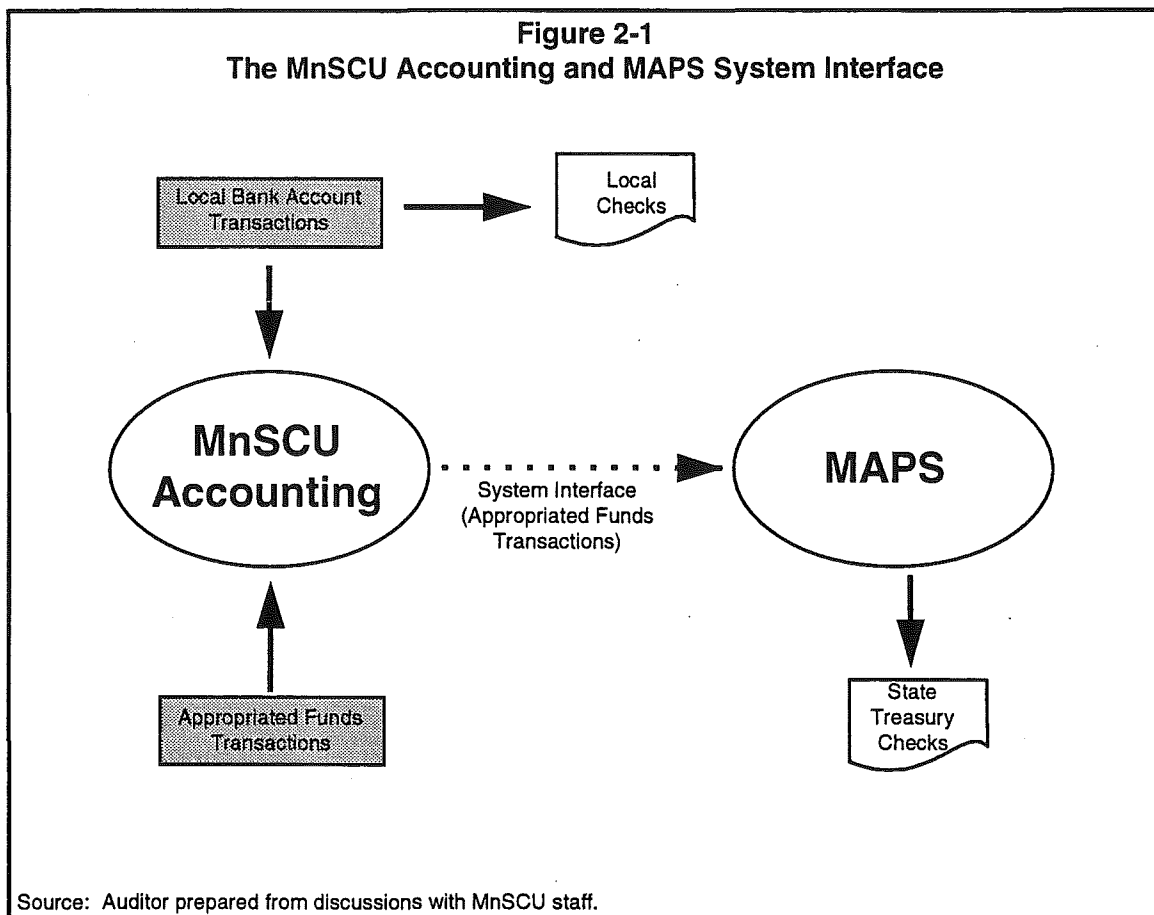 Figure 2-1
The MnSCU Accounting and MAPS System Interface
Local Bank Account
Transactions
Local
Checks
MnSCU
Accounting
System Interface
(Appropriated Funds
Transactions)
MAPS
Appropriated Funds
Transactions
State
Treasury
Checks
Source: Auditor prepared from discussions with MnSCU staff.